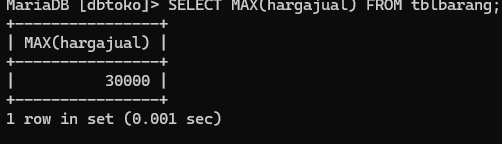 MariaDB [dbtoko]> SELECT MAX(hargajual) FROM tblbarang;
+----------------+
| MAX(hargajual) |
+----------------+
|          30000 |
+----------------+
1 row in set (0.001 sec)